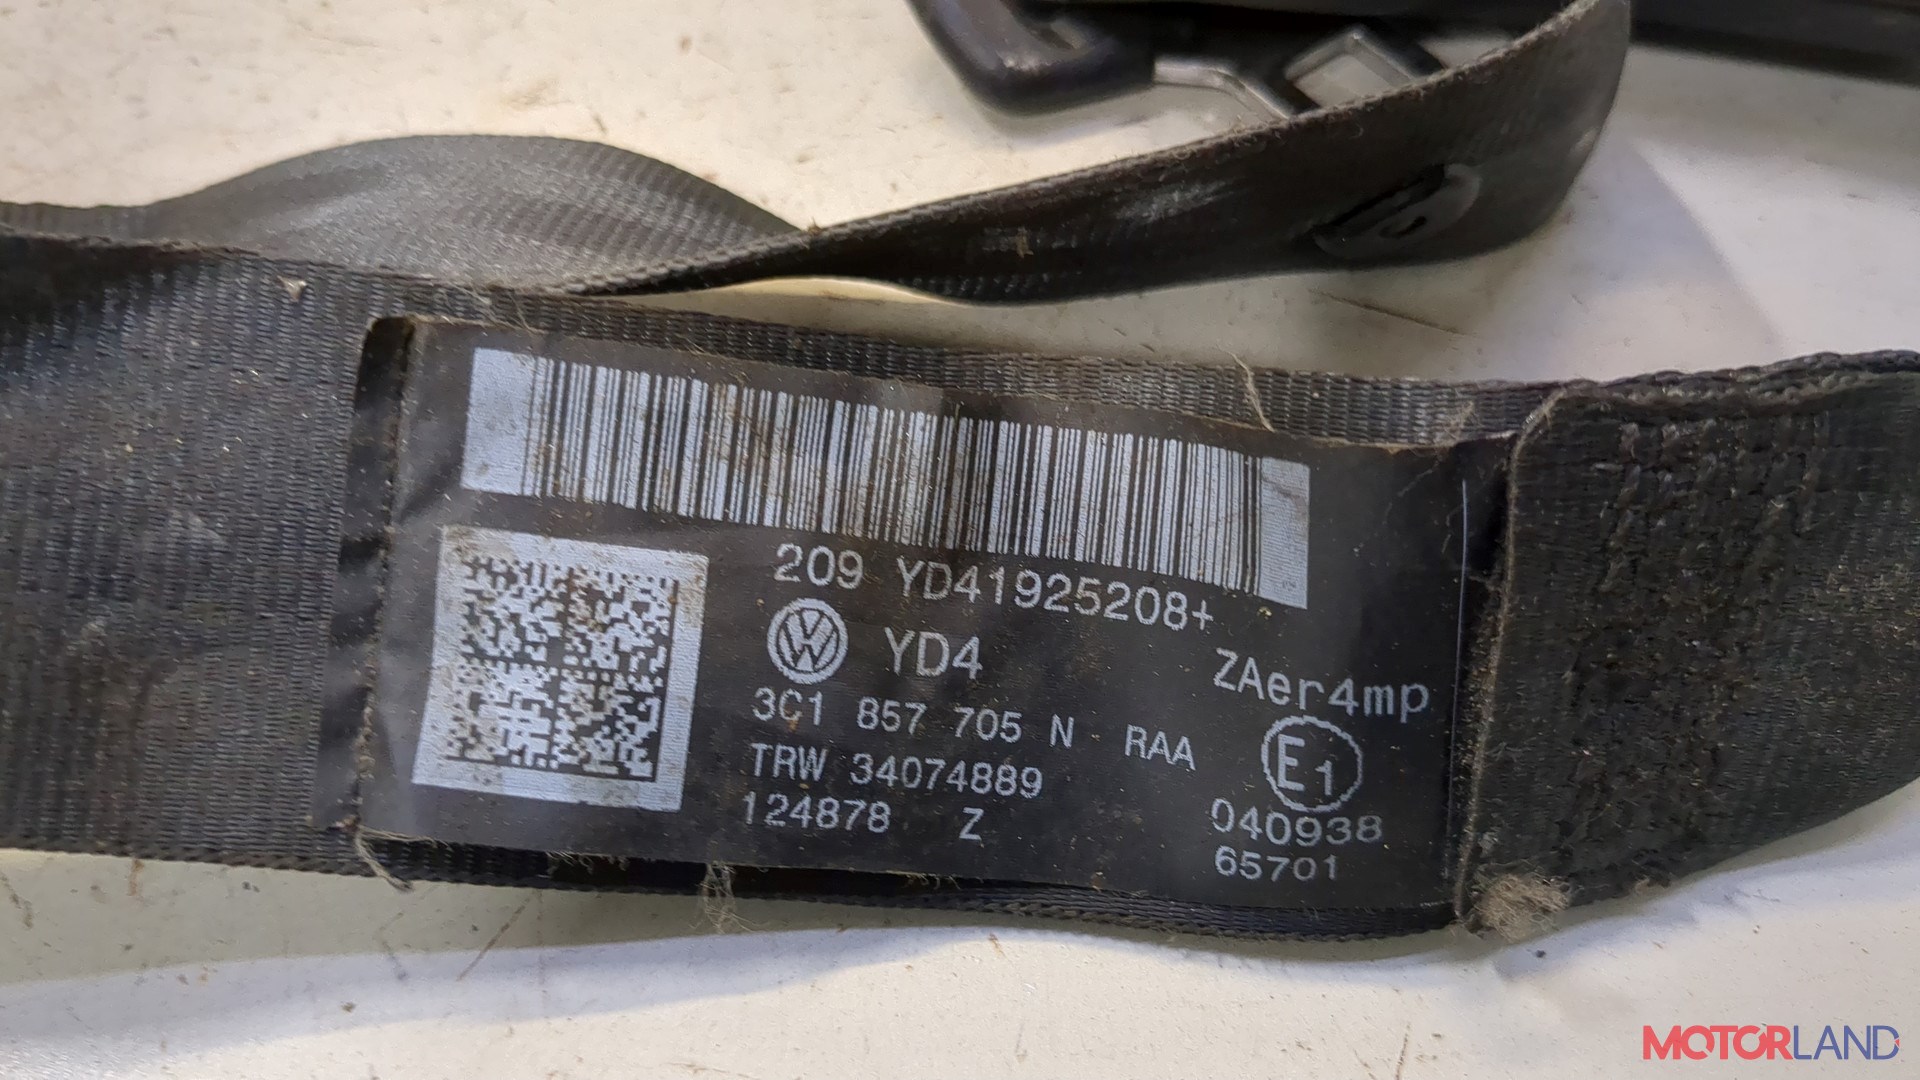 209 YD41925208+
YD4
ZAer4mp
3C1 857 705 N RAA
E1
TRW 34074889
124878 Z
040938
65701
MOTORLAND